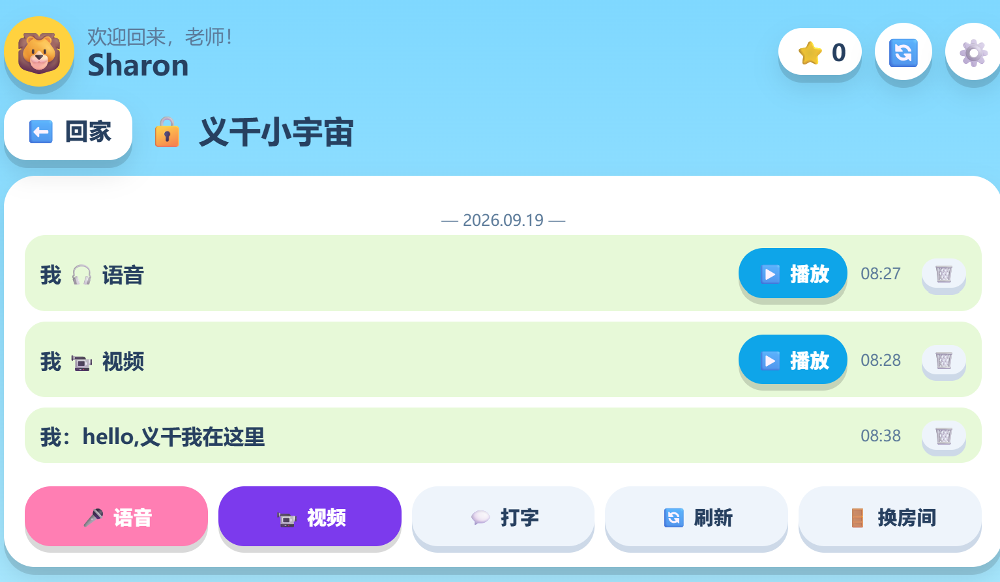 欢迎回来，老师！
Sharon
0
回家
义千小宇宙
— 2026.09.19 —
我 语音 播放 08:27
我 视频 播放 08:28
我：hello,义千我在这里 08:38
语音 视频 打字 刷新 换房间